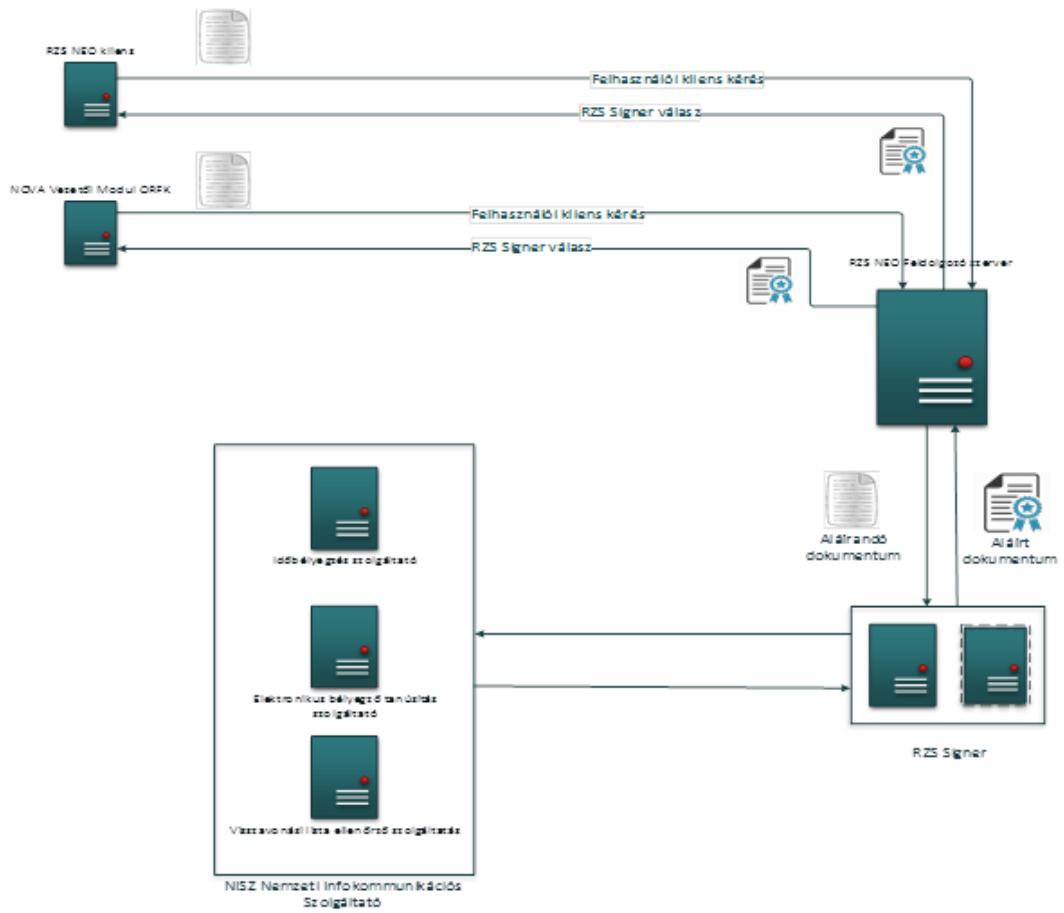 RZS NEO kliens
Felhasználói kliens kérés
RZS Signer válasz
NOVA Vezetői Modul ORFK
Felhasználói kliens kérés
RZS Signer válasz
RZS NEO Feldolgozó szerver
Időbélyegzés szolgáltató
Aláírandó
dokumentum
Aláírt
dokumentum
Elektronikus bélyegző tanúsítás
szolgáltató
RZS Signer
Visszavonási lista ellenőrző szolgáltatás
NISZ Nemzeti Infokommunikációs
Szolgáltató